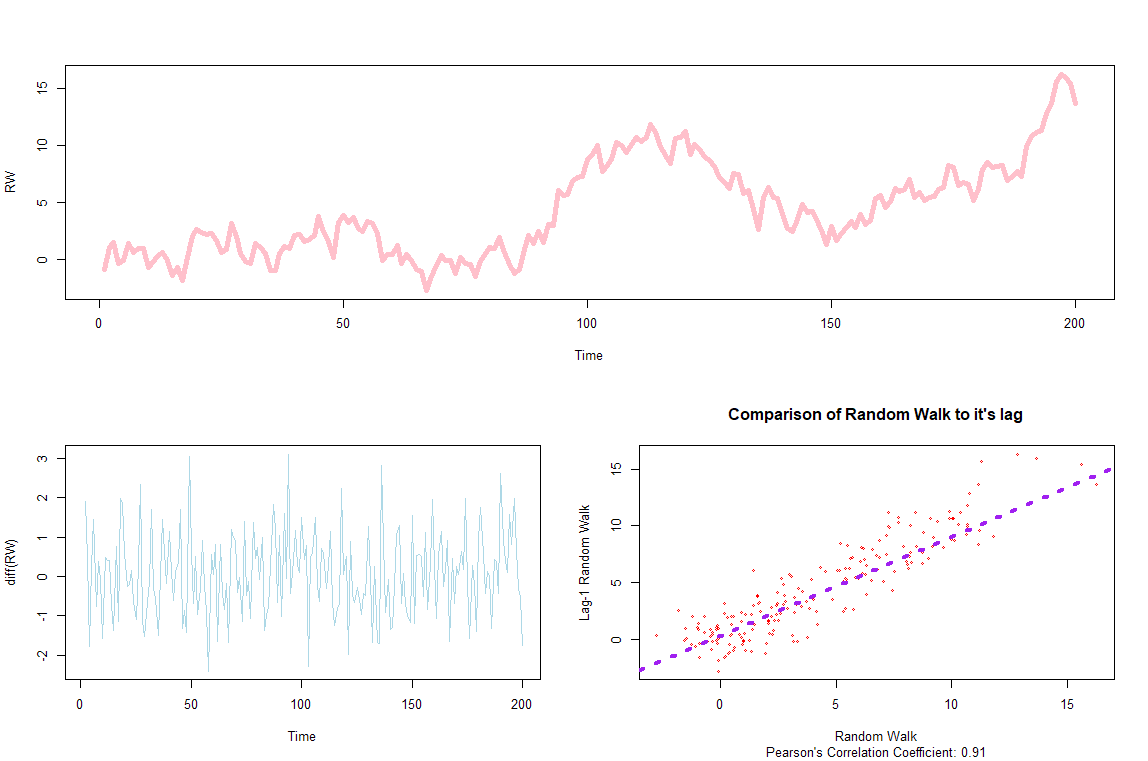 RW
15
10
5
0
0 50 100 150 200
Time
Comparison of Random Walk to it's lag
diff(RW)
3
2
1
0
-1
-2
0 50 100 150 200
Time
Lag-1 Random Walk
15
10
5
0
0 5 10 15
Random Walk
Pearson's Correlation Coefficient: 0.91